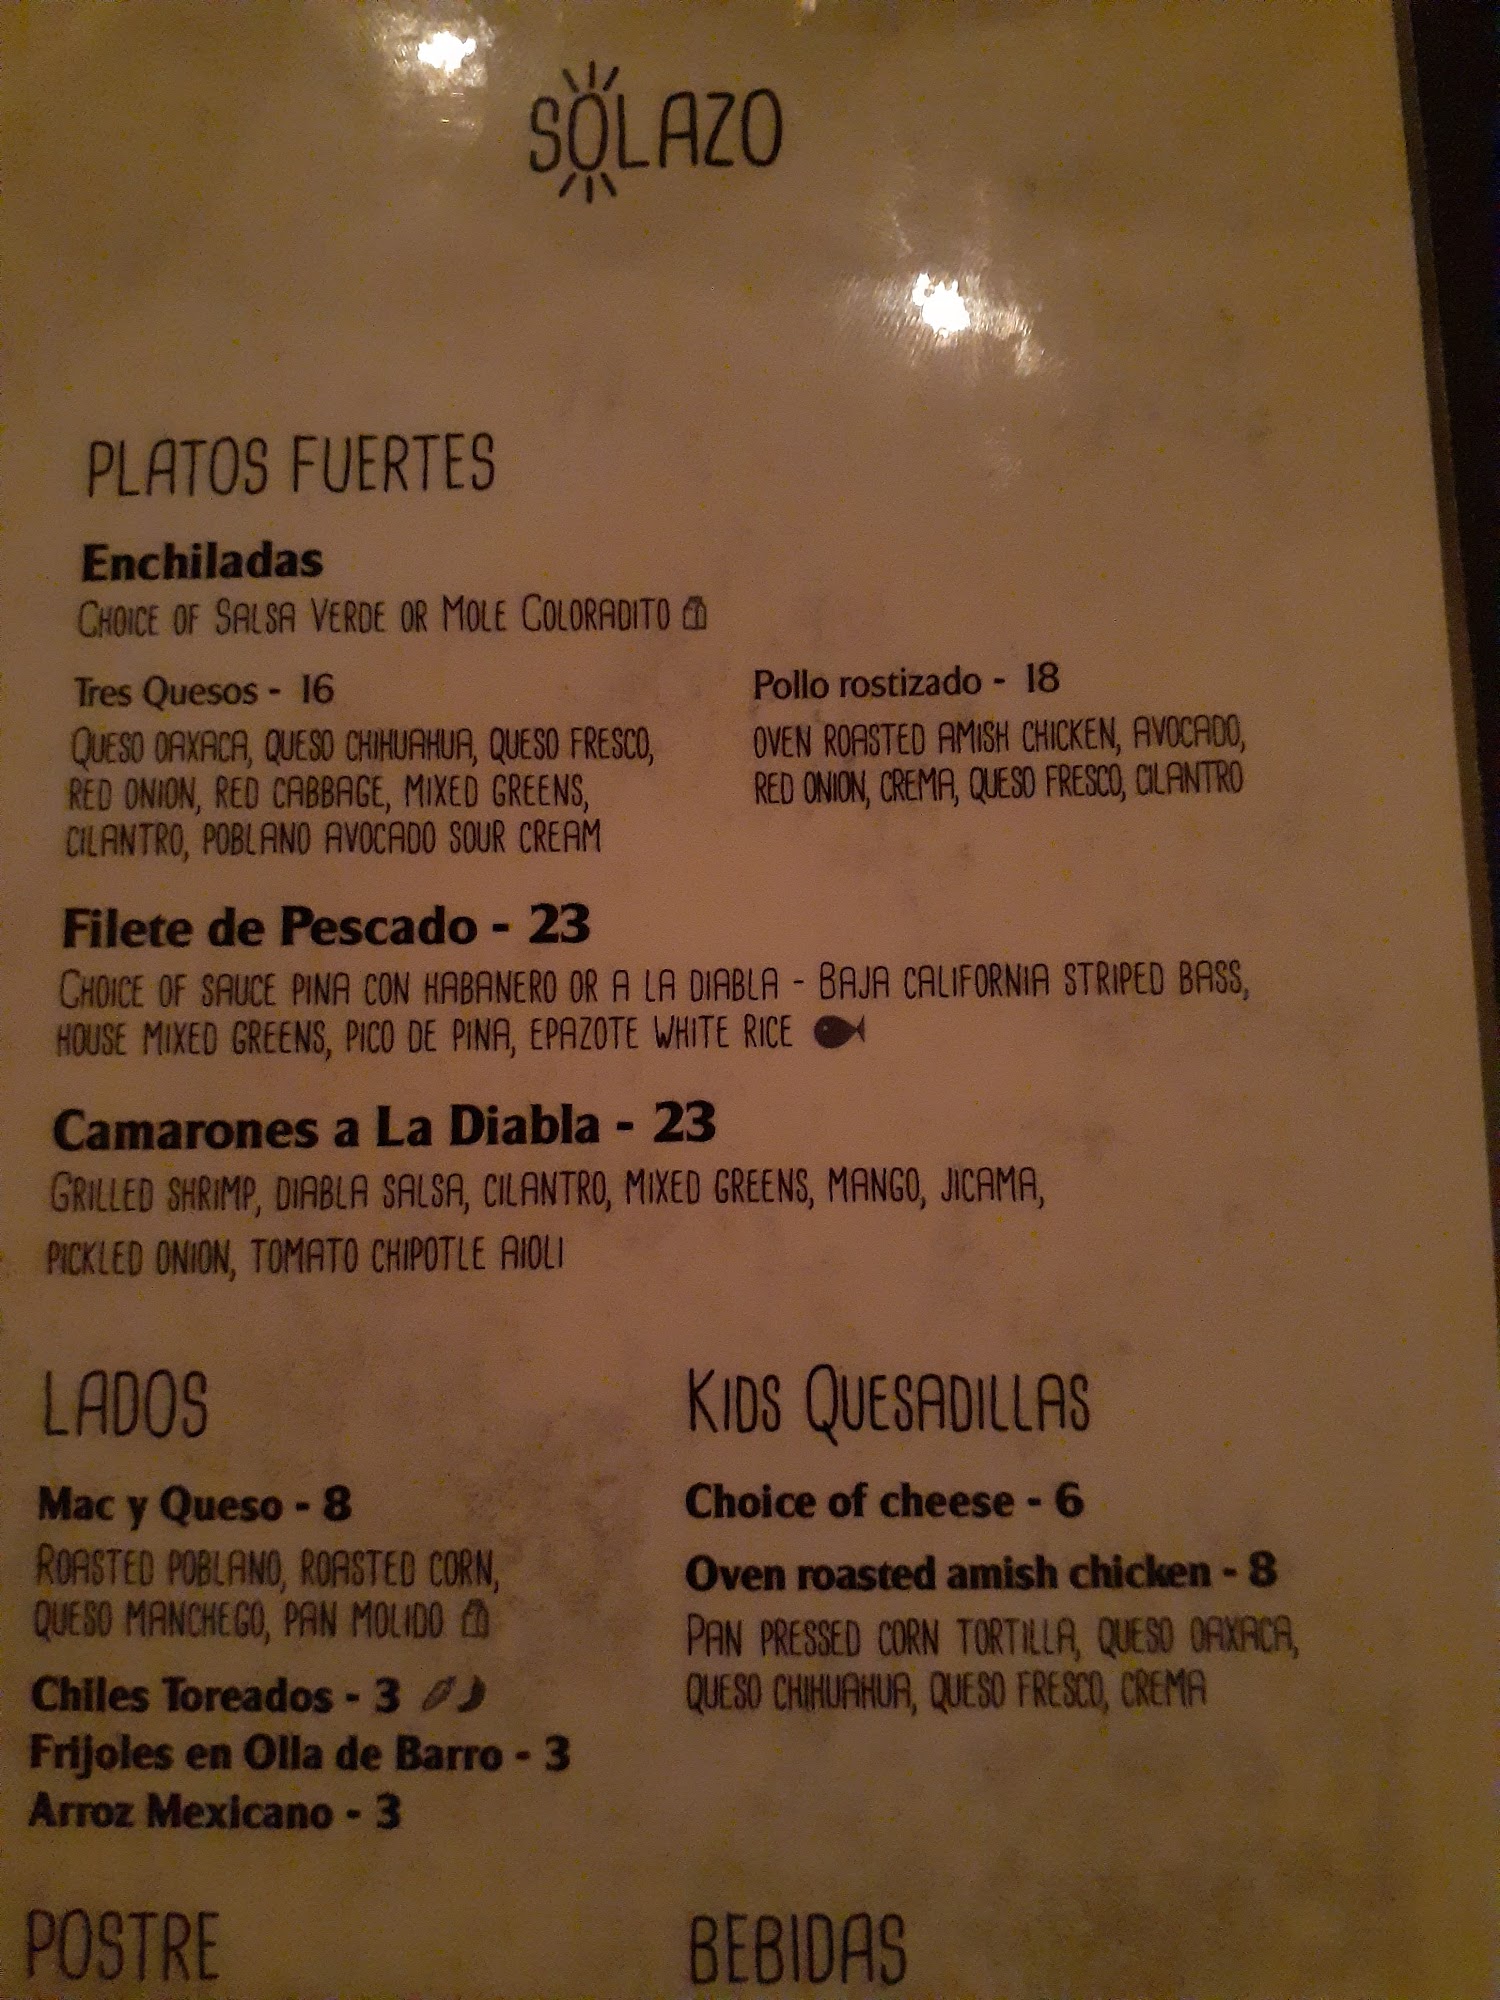 SOLAZO
PLATOS FUERTES
Enchiladas
CHOICE OF SALSA VERDE OR MOLE COLORADITO
Tres Quesos - 16
QUESO OAXACA, QUESO CHIHUAHUA, QUESO FRESCO,
RED ONION, RED CABBAGE, MIXED GREENS,
CILANTRO, POBLANO AVOCADO SOUR CREAM
Pollo rostizado - 18
OVEN ROASTED AMISH CHICKEN, AVOCADO,
RED ONION, CREMA, QUESO FRESCO, CILANTRO
Filete de Pescado - 23
CHOICE OF SAUCE PINA CON HABANERO OR A LA DIABLA - BAJA CALIFORNIA STRIPED BASS,
HOUSE MIXED GREENS, PICO DE PINA, EPAZOTE WHITE RICE
Camarones a La Diabla - 23
GRILLED SHRIMP, DIABLA SALSA, CILANTRO, MIXED GREENS, MANGO, JICAMA,
PICKLED ONION, TOMATO CHIPOTLE AIOLI
LADOS
Mac y Queso - 8
ROASTED POBLANO, ROASTED CORN,
QUESO MANCHEGO, PAN MOLIDO
Chiles Toreados - 3
Frijoles en Olla de Barro - 3
Arroz Mexicano - 3
KIDS QUESADILLAS
Choice of cheese - 6
Oven roasted amish chicken - 8
PAN PRESSED CORN TORTILLA, QUESO OAXACA,
QUESO CHIHUAHUA, QUESO FRESCO, CREMA
POSTRE
BEBIDAS